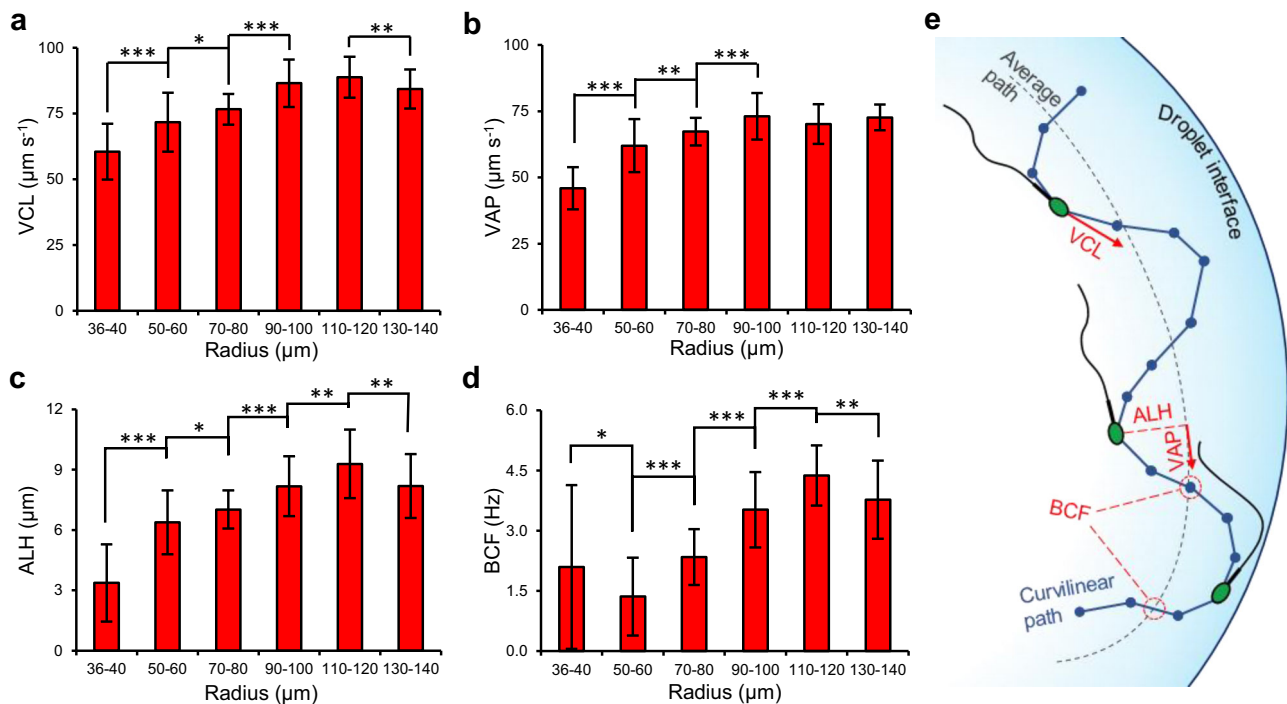 a
*** * *** **
100
75
50
25
0
VCL (µm s⁻¹)
36-40 50-60 70-80 90-100 110-120 130-140
Radius (µm)
b
*** ** ***
100
75
50
25
0
VAP (µm s⁻¹)
36-40 50-60 70-80 90-100 110-120 130-140
Radius (µm)
c
*** * *** ** **
12
9
6
3
0
ALH (µm)
36-40 50-60 70-80 90-100 110-120 130-140
Radius (µm)
d
* *** *** *** **
6.0
4.5
3.0
1.5
0.0
BCF (Hz)
36-40 50-60 70-80 90-100 110-120 130-140
Radius (µm)
e
Average
path
Droplet interface
VCL
ALH
VAP
BCF
Curvilinear
path